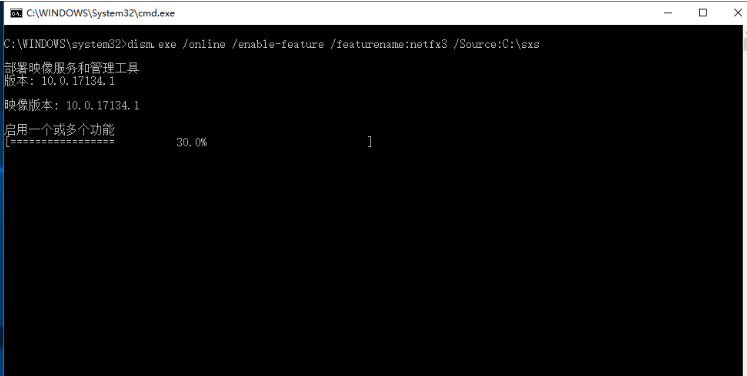 C:\WINDOWS\System32\cmd.exe
C:\WINDOWS\system32>dism.exe /online /enable-feature /featurename:netfx3 /Source:C:\sxs
部署映像服务和管理工具
版本: 10.0.17134.1
映像版本: 10.0.17134.1
启用一个或多个功能
[================= 30.0% ]